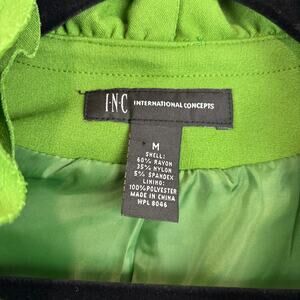 I·N·C INTERNATIONAL CONCEPTS
M
SHELL:
60% RAYON
35% NYLON
5% SPANDEX
LINING:
100%POLYESTER
MADE IN CHINA
WPL 8046